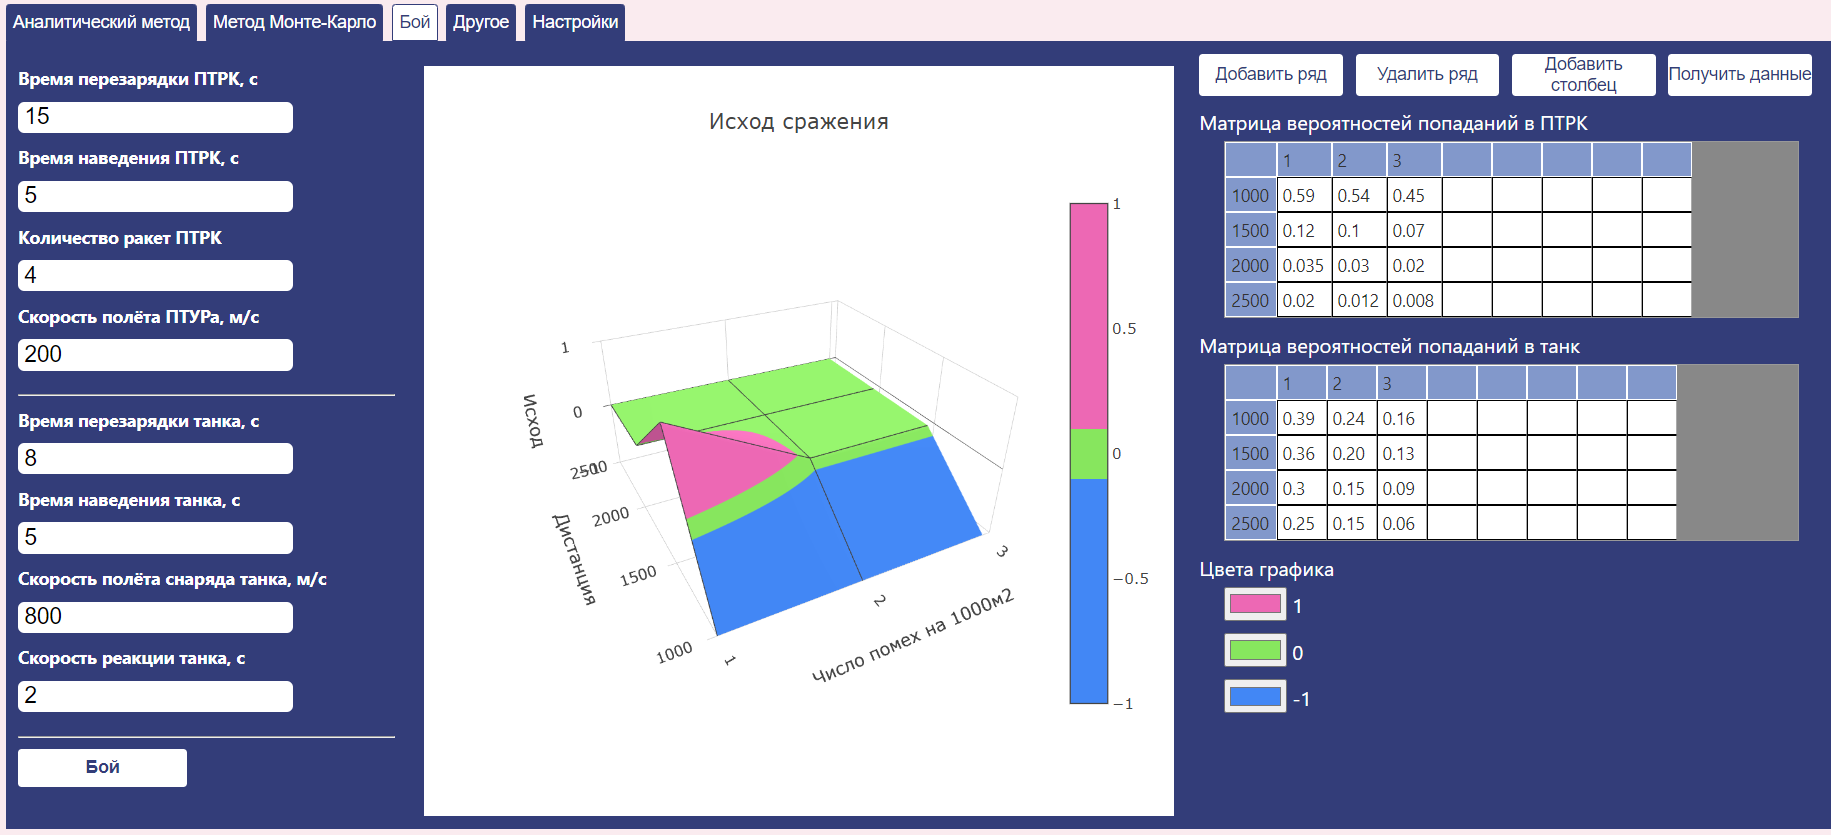 Аналитический метод Метод Монте-Карло Бой Другое Настройки
Время перезарядки ПТРК, с
15
Время наведения ПТРК, с
5
Количество ракет ПТРК
4
Скорость полёта ПТУРа, м/с
200
Время перезарядки танка, с
8
Время наведения танка, с
5
Скорость полёта снаряда танка, м/с
800
Скорость реакции танка, с
2
Бой
Исход сражения
1
0.5
0
−0.5
−1
Исход
1
0
−1
Дистанция
2500
2000
1500
1000
Число помех на 1000м2
1
2
3
Добавить ряд
Удалить ряд
Добавить
столбец
Получить данные
Матрица вероятностей попаданий в ПТРК
1 2 3
1000 0.59 0.54 0.45
1500 0.12 0.1 0.07
2000 0.035 0.03 0.02
2500 0.02 0.012 0.008
Матрица вероятностей попаданий в танк
1 2 3
1000 0.39 0.24 0.16
1500 0.36 0.20 0.13
2000 0.3 0.15 0.09
2500 0.25 0.15 0.06
Цвета графика
1
0
-1